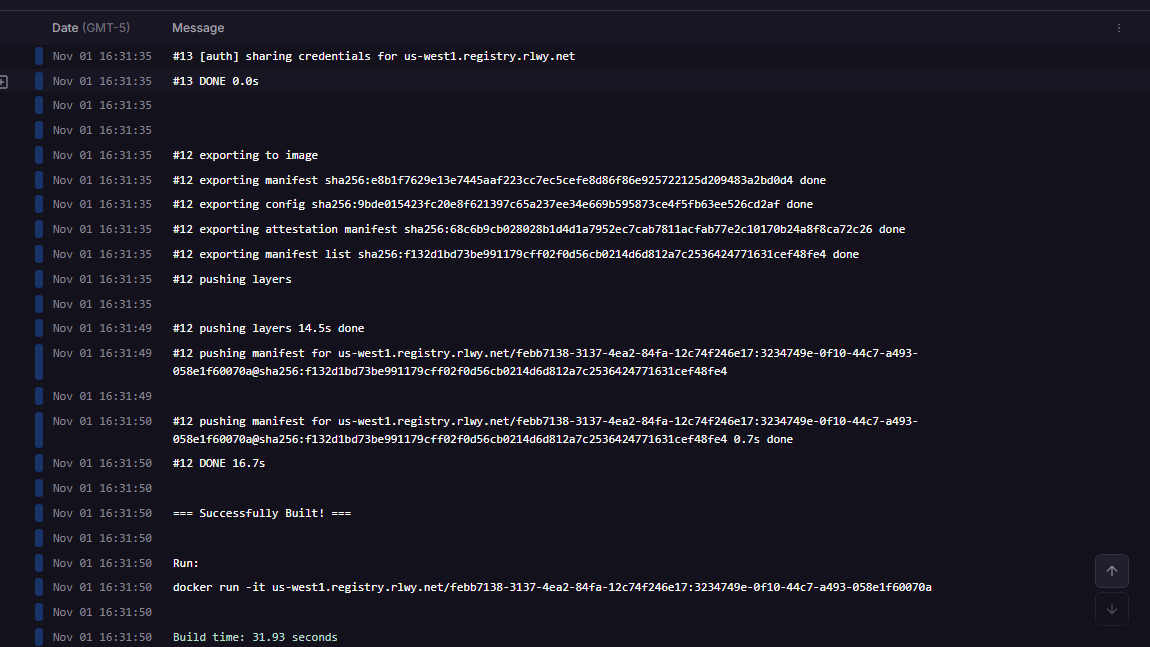 Date (GMT-5) Message
Nov 01 16:31:35 #13 [auth] sharing credentials for us-west1.registry.rlwy.net
Nov 01 16:31:35 #13 DONE 0.0s
Nov 01 16:31:35
Nov 01 16:31:35
Nov 01 16:31:35 #12 exporting to image
Nov 01 16:31:35 #12 exporting manifest sha256:e8b1f7629e13e7445aaf223cc7ec5cefe8d86f86e925722125d209483a2bd0d4 done
Nov 01 16:31:35 #12 exporting config sha256:9bde015423fc20e8f621397c65a237ee34e669b595873ce4f5fb63ee526cd2af done
Nov 01 16:31:35 #12 exporting attestation manifest sha256:68c6b9cb028028b1d4d1a7952ec7cab7811acfab77e2c10170b24a8f8ca72c26 done
Nov 01 16:31:35 #12 exporting manifest list sha256:f132d1bd73be991179cff02f0d56cb0214d6d812a7c2536424771631cef48fe4 done
Nov 01 16:31:35 #12 pushing layers
Nov 01 16:31:35
Nov 01 16:31:49 #12 pushing layers 14.5s done
Nov 01 16:31:49 #12 pushing manifest for us-west1.registry.rlwy.net/febb7138-3137-4ea2-84fa-12c74f246e17:3234749e-0f10-44c7-a493-
058e1f60070a@sha256:f132d1bd73be991179cff02f0d56cb0214d6d812a7c2536424771631cef48fe4
Nov 01 16:31:49
Nov 01 16:31:50 #12 pushing manifest for us-west1.registry.rlwy.net/febb7138-3137-4ea2-84fa-12c74f246e17:3234749e-0f10-44c7-a493-
058e1f60070a@sha256:f132d1bd73be991179cff02f0d56cb0214d6d812a7c2536424771631cef48fe4 0.7s done
Nov 01 16:31:50 #12 DONE 16.7s
Nov 01 16:31:50
Nov 01 16:31:50 === Successfully Built! ===
Nov 01 16:31:50
Nov 01 16:31:50 Run:
Nov 01 16:31:50 docker run -it us-west1.registry.rlwy.net/febb7138-3137-4ea2-84fa-12c74f246e17:3234749e-0f10-44c7-a493-058e1f60070a
Nov 01 16:31:50
Nov 01 16:31:50 Build time: 31.93 seconds